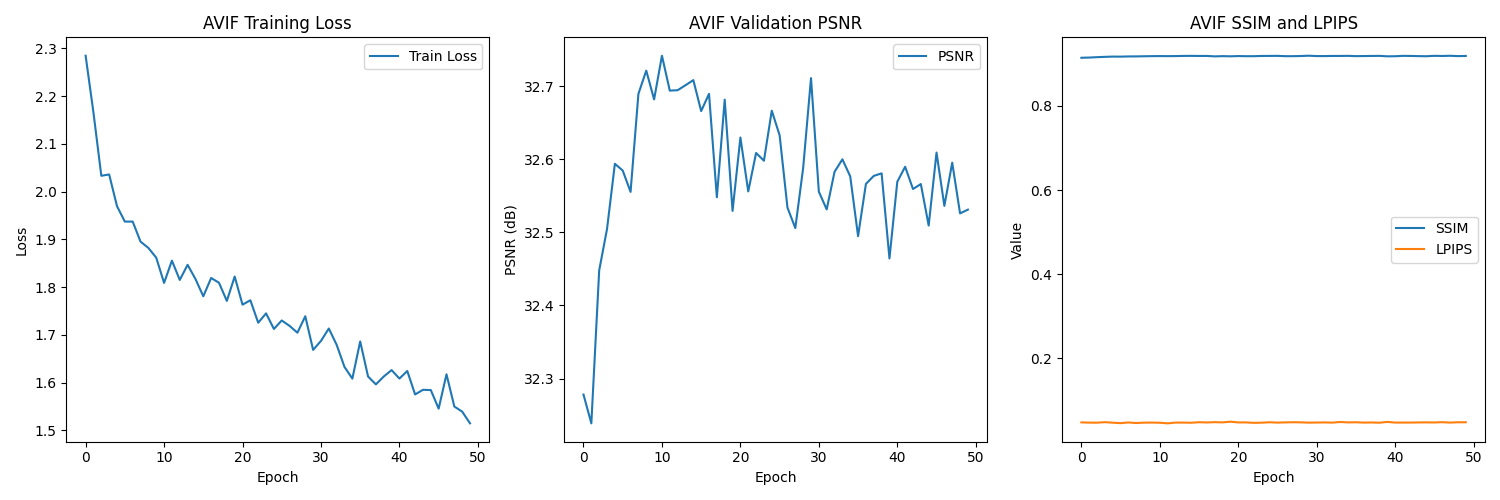 AVIF Training Loss
Train Loss
Loss
2.3
2.2
2.1
2.0
1.9
1.8
1.7
1.6
1.5
0 10 20 30 40 50
Epoch
AVIF Validation PSNR
PSNR
PSNR (dB)
32.7
32.6
32.5
32.4
32.3
0 10 20 30 40 50
Epoch
AVIF SSIM and LPIPS
SSIM
LPIPS
Value
0.8
0.6
0.4
0.2
0 10 20 30 40 50
Epoch